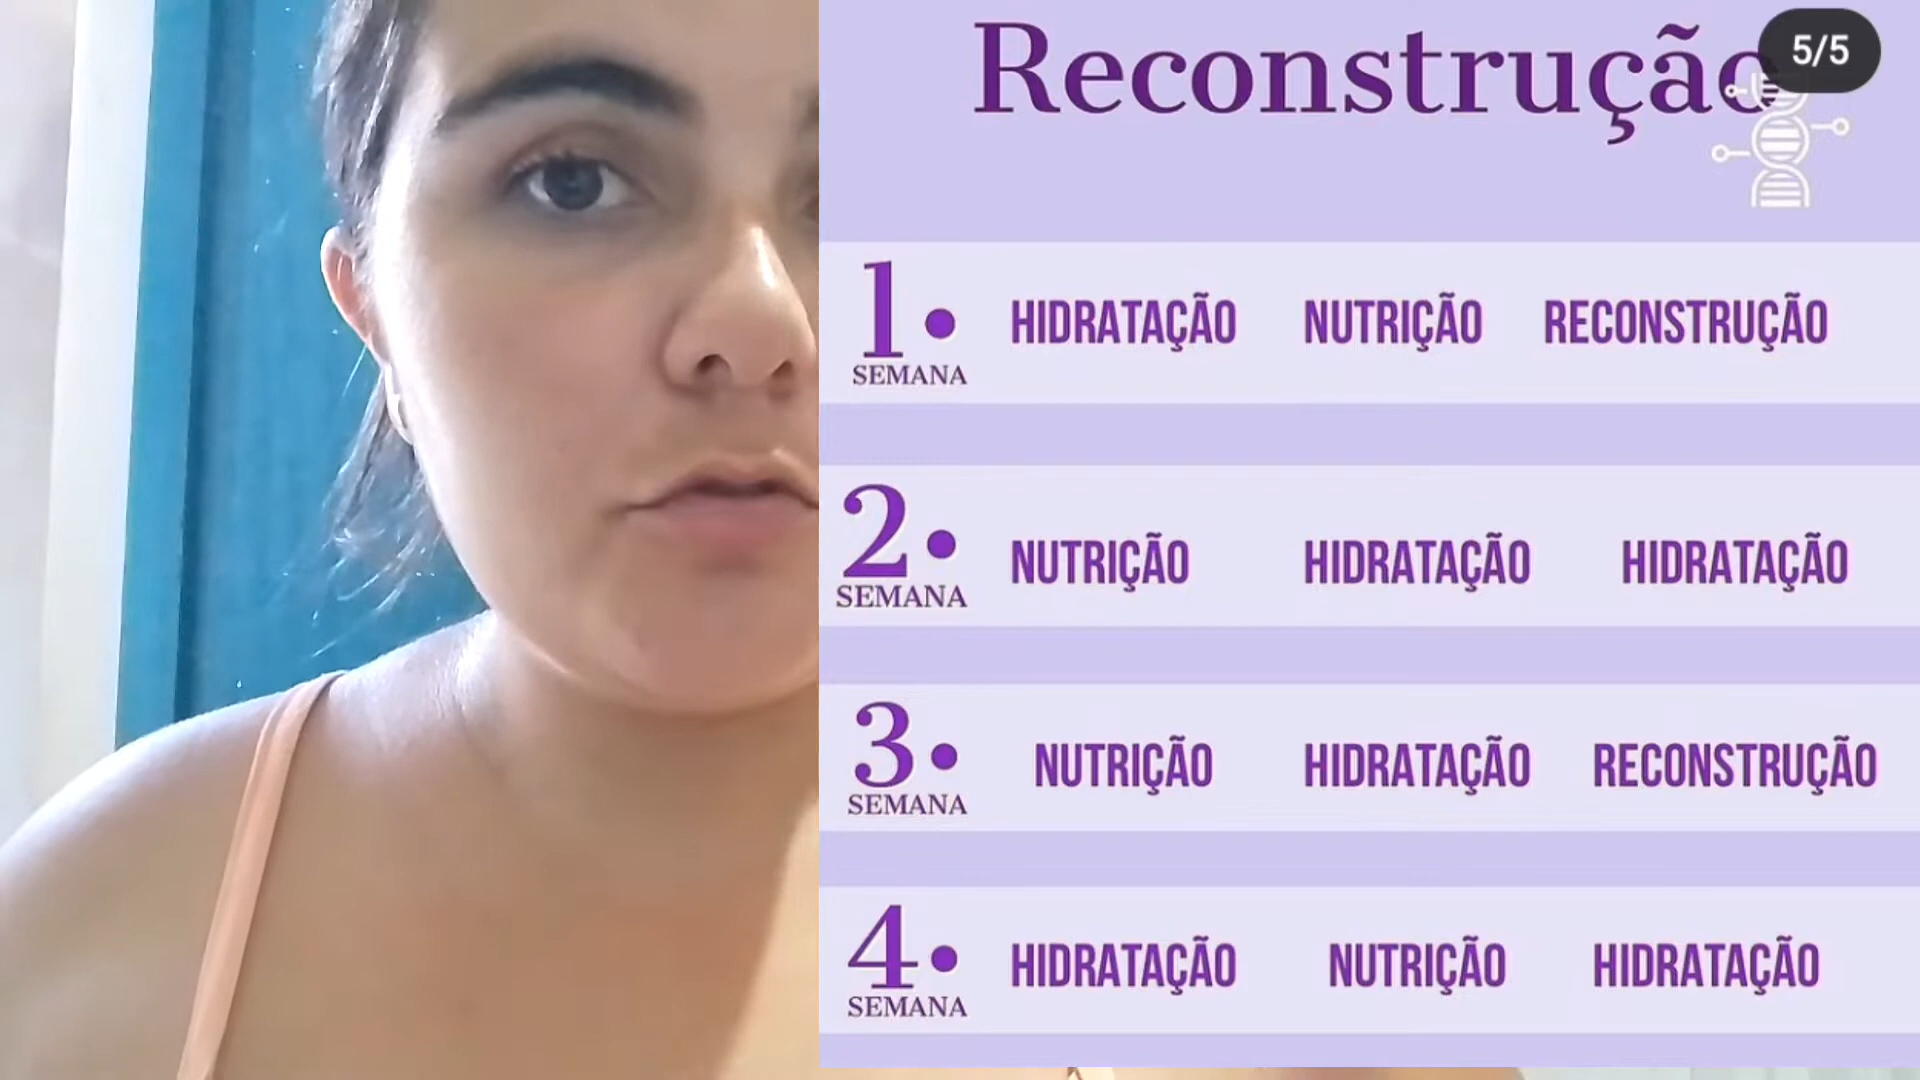 Reconstrução
5/5
1.
SEMANA
HIDRATAÇÃO NUTRIÇÃO RECONSTRUÇÃO
2.
SEMANA
NUTRIÇÃO HIDRATAÇÃO HIDRATAÇÃO
3.
SEMANA
NUTRIÇÃO HIDRATAÇÃO RECONSTRUÇÃO
4.
SEMANA
HIDRATAÇÃO NUTRIÇÃO HIDRATAÇÃO